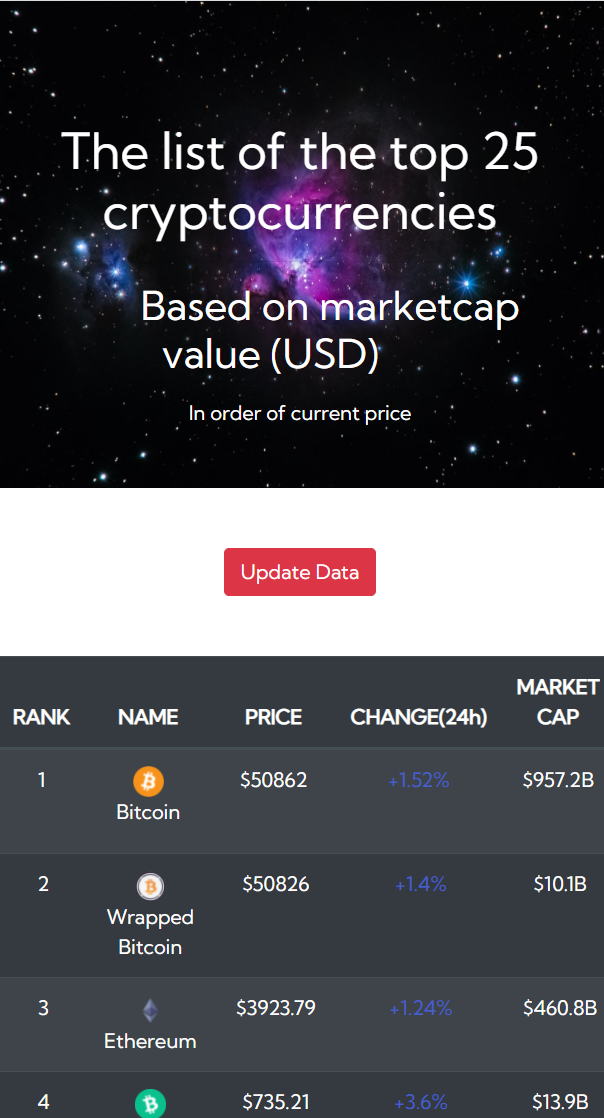 The list of the top 25
cryptocurrencies
Based on marketcap
value (USD)
In order of current price
Update Data
RANK NAME PRICE CHANGE(24h) MARKET CAP
1 Bitcoin $50862 +1.52% $957.2B
2 Wrapped Bitcoin $50826 +1.4% $10.1B
3 Ethereum $3923.79 +1.24% $460.8B
4 $735.21 +3.6% $13.9B